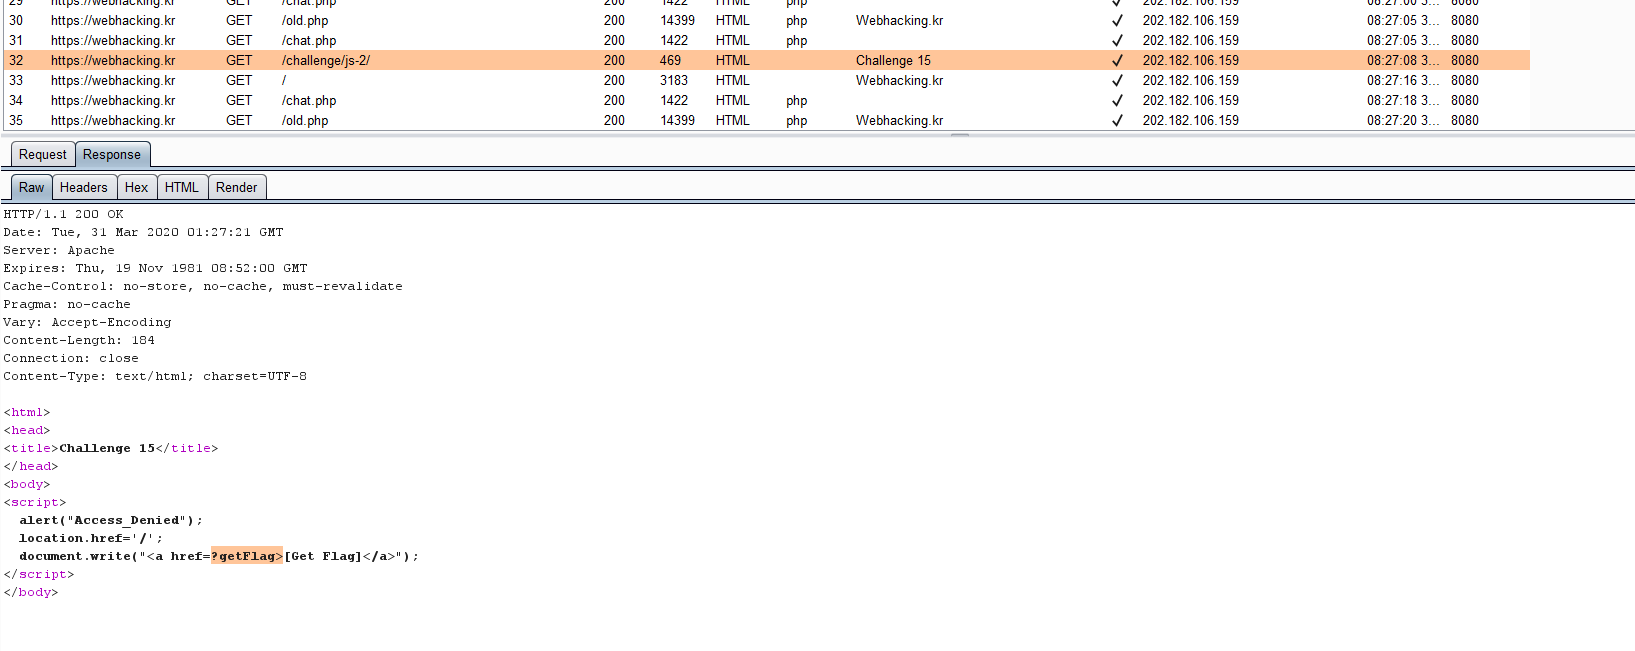 29 https://webhacking.kr GET /chat.php 200 1422 HTML php ✓ 202.182.106.159 08:27:00 3... 8080
30 https://webhacking.kr GET /old.php 200 14399 HTML php Webhacking.kr ✓ 202.182.106.159 08:27:05 3... 8080
31 https://webhacking.kr GET /chat.php 200 1422 HTML php ✓ 202.182.106.159 08:27:05 3... 8080
32 https://webhacking.kr GET /challenge/js-2/ 200 469 HTML Challenge 15 ✓ 202.182.106.159 08:27:08 3... 8080
33 https://webhacking.kr GET / 200 3183 HTML Webhacking.kr ✓ 202.182.106.159 08:27:16 3... 8080
34 https://webhacking.kr GET /chat.php 200 1422 HTML php ✓ 202.182.106.159 08:27:18 3... 8080
35 https://webhacking.kr GET /old.php 200 14399 HTML php Webhacking.kr ✓ 202.182.106.159 08:27:20 3... 8080
Request Response
Raw Headers Hex HTML Render
HTTP/1.1 200 OK
Date: Tue, 31 Mar 2020 01:27:21 GMT
Server: Apache
Expires: Thu, 19 Nov 1981 08:52:00 GMT
Cache-Control: no-store, no-cache, must-revalidate
Pragma: no-cache
Vary: Accept-Encoding
Content-Length: 184
Connection: close
Content-Type: text/html; charset=UTF-8
<html>
<head>
<title>Challenge 15</title>
</head>
<body>
<script>
alert("Access_Denied");
location.href='/';
document.write("<a href=?getFlag>[Get Flag]</a>");
</script>
</body>